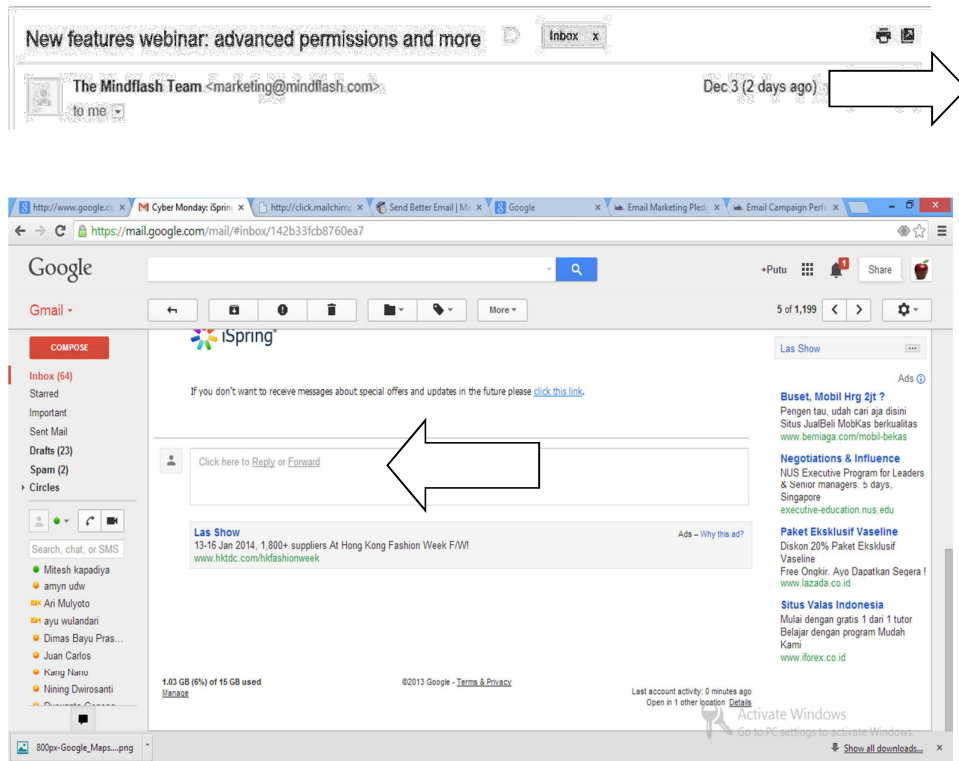 New features webinar: advanced permissions and more Inbox x
The Mindflash Team <marketing@mindflash.com> Dec 3 (2 days ago)
to me
http://www.google.co x Cyber Monday: iSprin x http://click.mailchimp x Send Better Email | Ma x Google x Email Marketing Pledg x Email Campaign Perfo x
https://mail.google.com/mail/#inbox/142b33fcb8760ea7
Google +Putu 1 Share
Gmail More 5 of 1,199
COMPOSE
Inbox (64)
Starred
Important
Sent Mail
Drafts (23)
Spam (2)
Circles
Search, chat, or SMS
Mitesh kapadiya
amyn udw
Ari Mulyoto
ayu wulandari
Dimas Bayu Pras...
Juan Carlos
Kang Nano
Nining Dwirosanti
iSpring
If you don't want to receive messages about special offers and updates in the future please click this link.
Click here to Reply or Forward
Las Show Ads – Why this ad?
13-16 Jan 2014, 1,800+ suppliers At Hong Kong Fashion Week F/W!
www.hktdc.com/hkfashionweek
1.03 GB (6%) of 15 GB used
Manage
©2013 Google - Terms & Privacy
Last account activity: 0 minutes ago
Open in 1 other location Details
Las Show
Ads
Buset, Mobil Hrg 2jt ?
Pengen tau, udah cari aja disini
Situs JualBeli MobKas berkualitas
www.berniaga.com/mobil-bekas
Negotiations & Influence
NUS Executive Program for Leaders
& Senior managers. 5 days,
Singapore
executive-education.nus.edu
Paket Eksklusif Vaseline
Diskon 20% Paket Eksklusif
Vaseline
Free Ongkir. Ayo Dapatkan Segera !
www.lazada.co.id
Situs Valas Indonesia
Mulai dengan gratis 1 dari 1 tutor
Belajar dengan program Mudah
Kami
www.iforex.co.id
Activate Windows
Go to PC settings to activate Windows.
800px-Google_Maps....png Show all downloads...